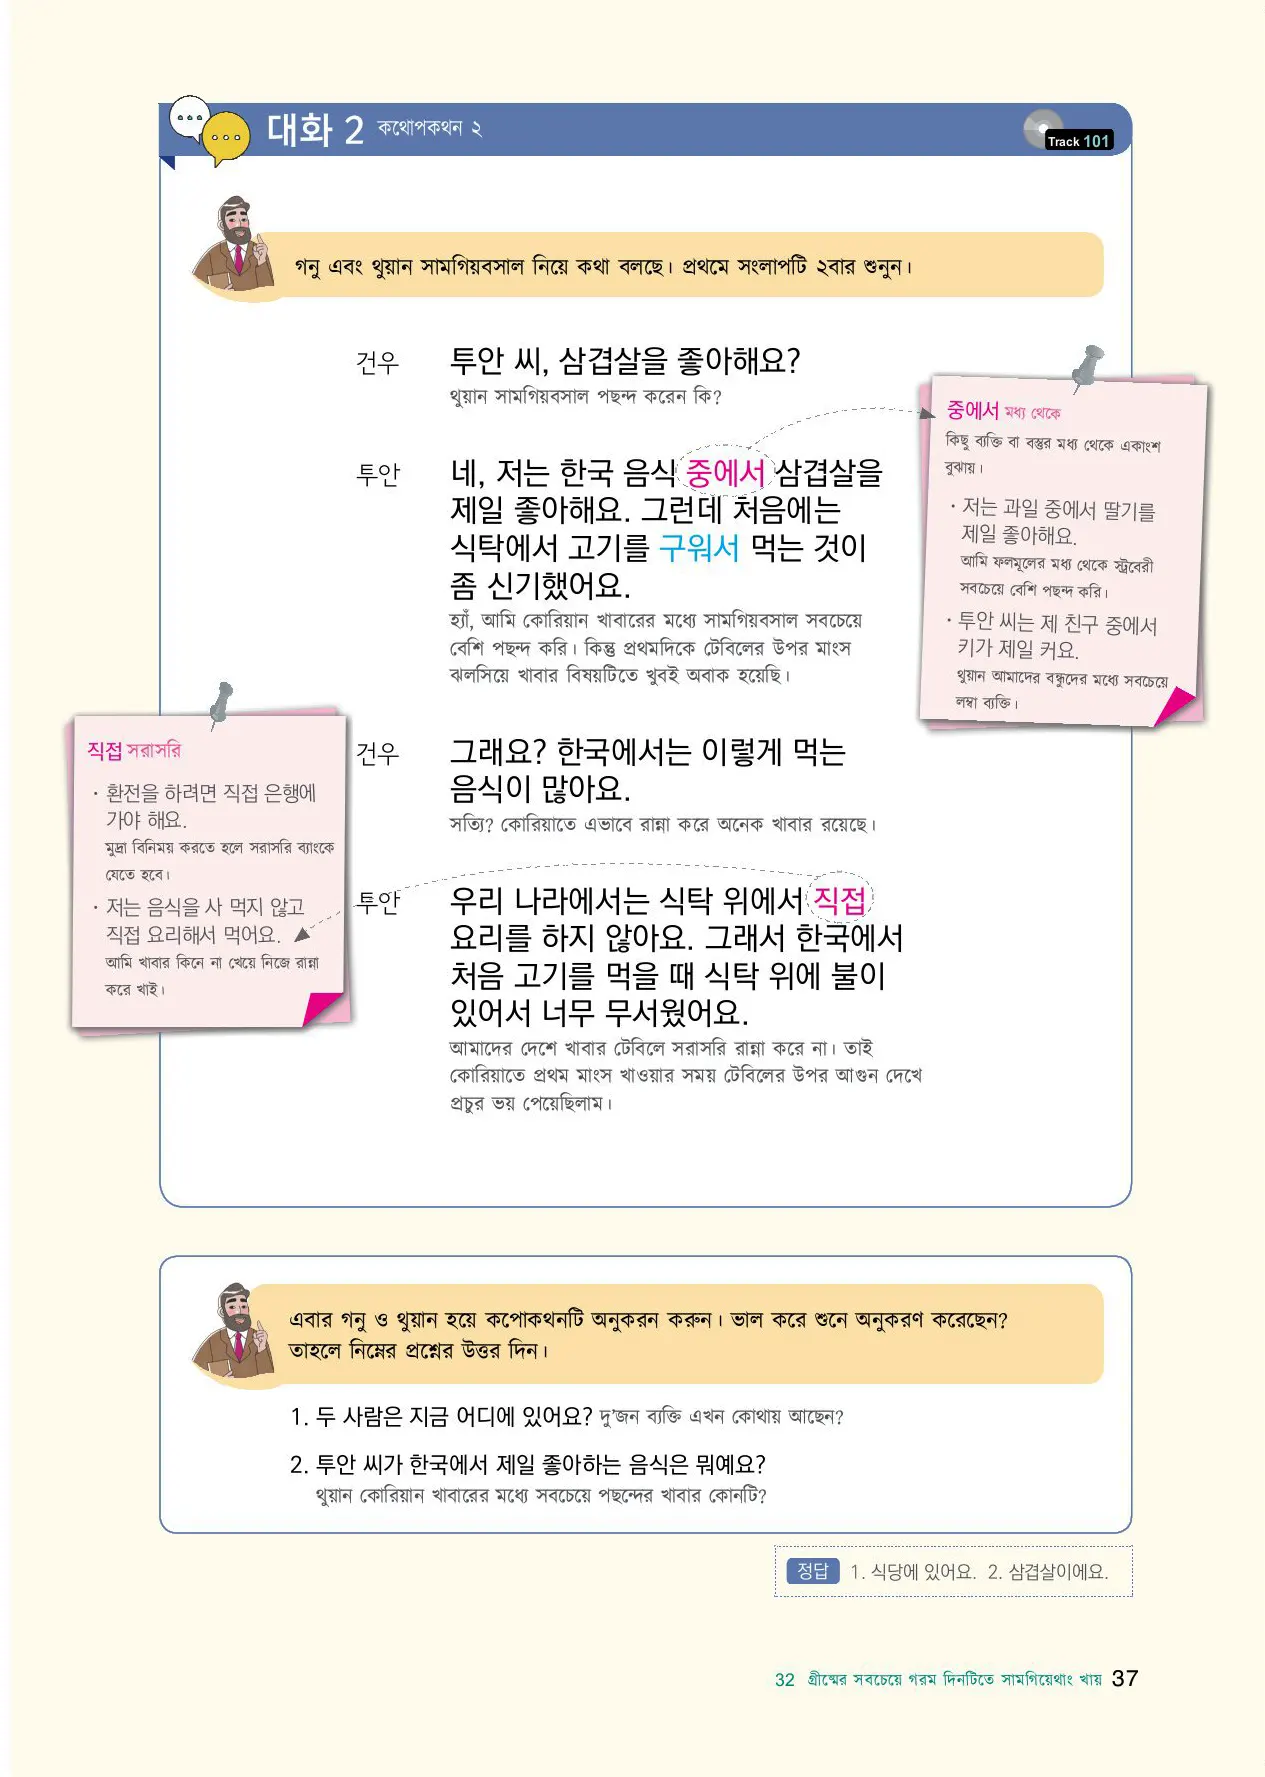 대화 2 কথোপকথন ২
Track 101
গনু এবং থুয়ান সামগিয়বসাল নিয়ে কথা বলছে। প্রথমে সংলাপটি ২বার শুনুন।
건우 투안 씨, 삼겹살을 좋아해요?
থুয়ান সামগিয়বসাল পছন্দ করেন কি?
투안 네, 저는 한국 음식 중에서 삼겹살을
제일 좋아해요. 그런데 처음에는
식탁에서 고기를 구워서 먹는 것이
좀 신기했어요.
হ্যাঁ, আমি কোরিয়ান খাবারের মধ্যে সামগিয়বসাল সবচেয়ে
বেশি পছন্দ করি। কিন্তু প্রথমদিকে টেবিলের উপর মাংস
ঝলসিয়ে খাবার বিষয়টিতে খুবই অবাক হয়েছি।
중에서 মধ্য থেকে
কিছু ব্যক্তি বা বস্তুর মধ্য থেকে একাংশ
বুঝায়।
· 저는 과일 중에서 딸기를
제일 좋아해요.
আমি ফলমূলের মধ্য থেকে স্ট্রবেরী
সবচেয়ে বেশি পছন্দ করি।
· 투안 씨는 제 친구 중에서
키가 제일 커요.
থুয়ান আমাদের বন্ধুদের মধ্যে সবচেয়ে
লম্বা ব্যক্তি।
건우 그래요? 한국에서는 이렇게 먹는
음식이 많아요.
সত্যি? কোরিয়াতে এভাবে রান্না করে অনেক খাবার রয়েছে।
직접 সরাসরি
· 환전을 하려면 직접 은행에
가야 해요.
মুদ্রা বিনিময় করতে হলে সরাসরি ব্যাংকে
যেতে হবে।
· 저는 음식을 사 먹지 않고
직접 요리해서 먹어요.
আমি খাবার কিনে না খেয়ে নিজে রান্না
করে খাই।
투안 우리 나라에서는 식탁 위에서 직접
요리를 하지 않아요. 그래서 한국에서
처음 고기를 먹을 때 식탁 위에 불이
있어서 너무 무서웠어요.
আমাদের দেশে খাবার টেবিলে সরাসরি রান্না করে না। তাই
কোরিয়াতে প্রথম মাংস খাওয়ার সময় টেবিলের উপর আগুন দেখে
প্রচুর ভয় পেয়েছিলাম।
এবার গনু ও থুয়ান হয়ে কপোকথনটি অনুকরন করুন। ভাল করে শুনে অনুকরণ করেছেন?
তাহলে নিম্নের প্রশ্নের উত্তর দিন।
1. 두 사람은 지금 어디에 있어요? দু'জন ব্যক্তি এখন কোথায় আছেন?
2. 투안 씨가 한국에서 제일 좋아하는 음식은 뭐예요?
থুয়ান কোরিয়ান খাবারের মধ্যে সবচেয়ে পছন্দের খাবার কোনটি?
정답 1. 식당에 있어요. 2. 삼겹살이에요.
32 গ্রীষ্মের সবচেয়ে গরম দিনটিতে সামগিয়েথাং খায় 37